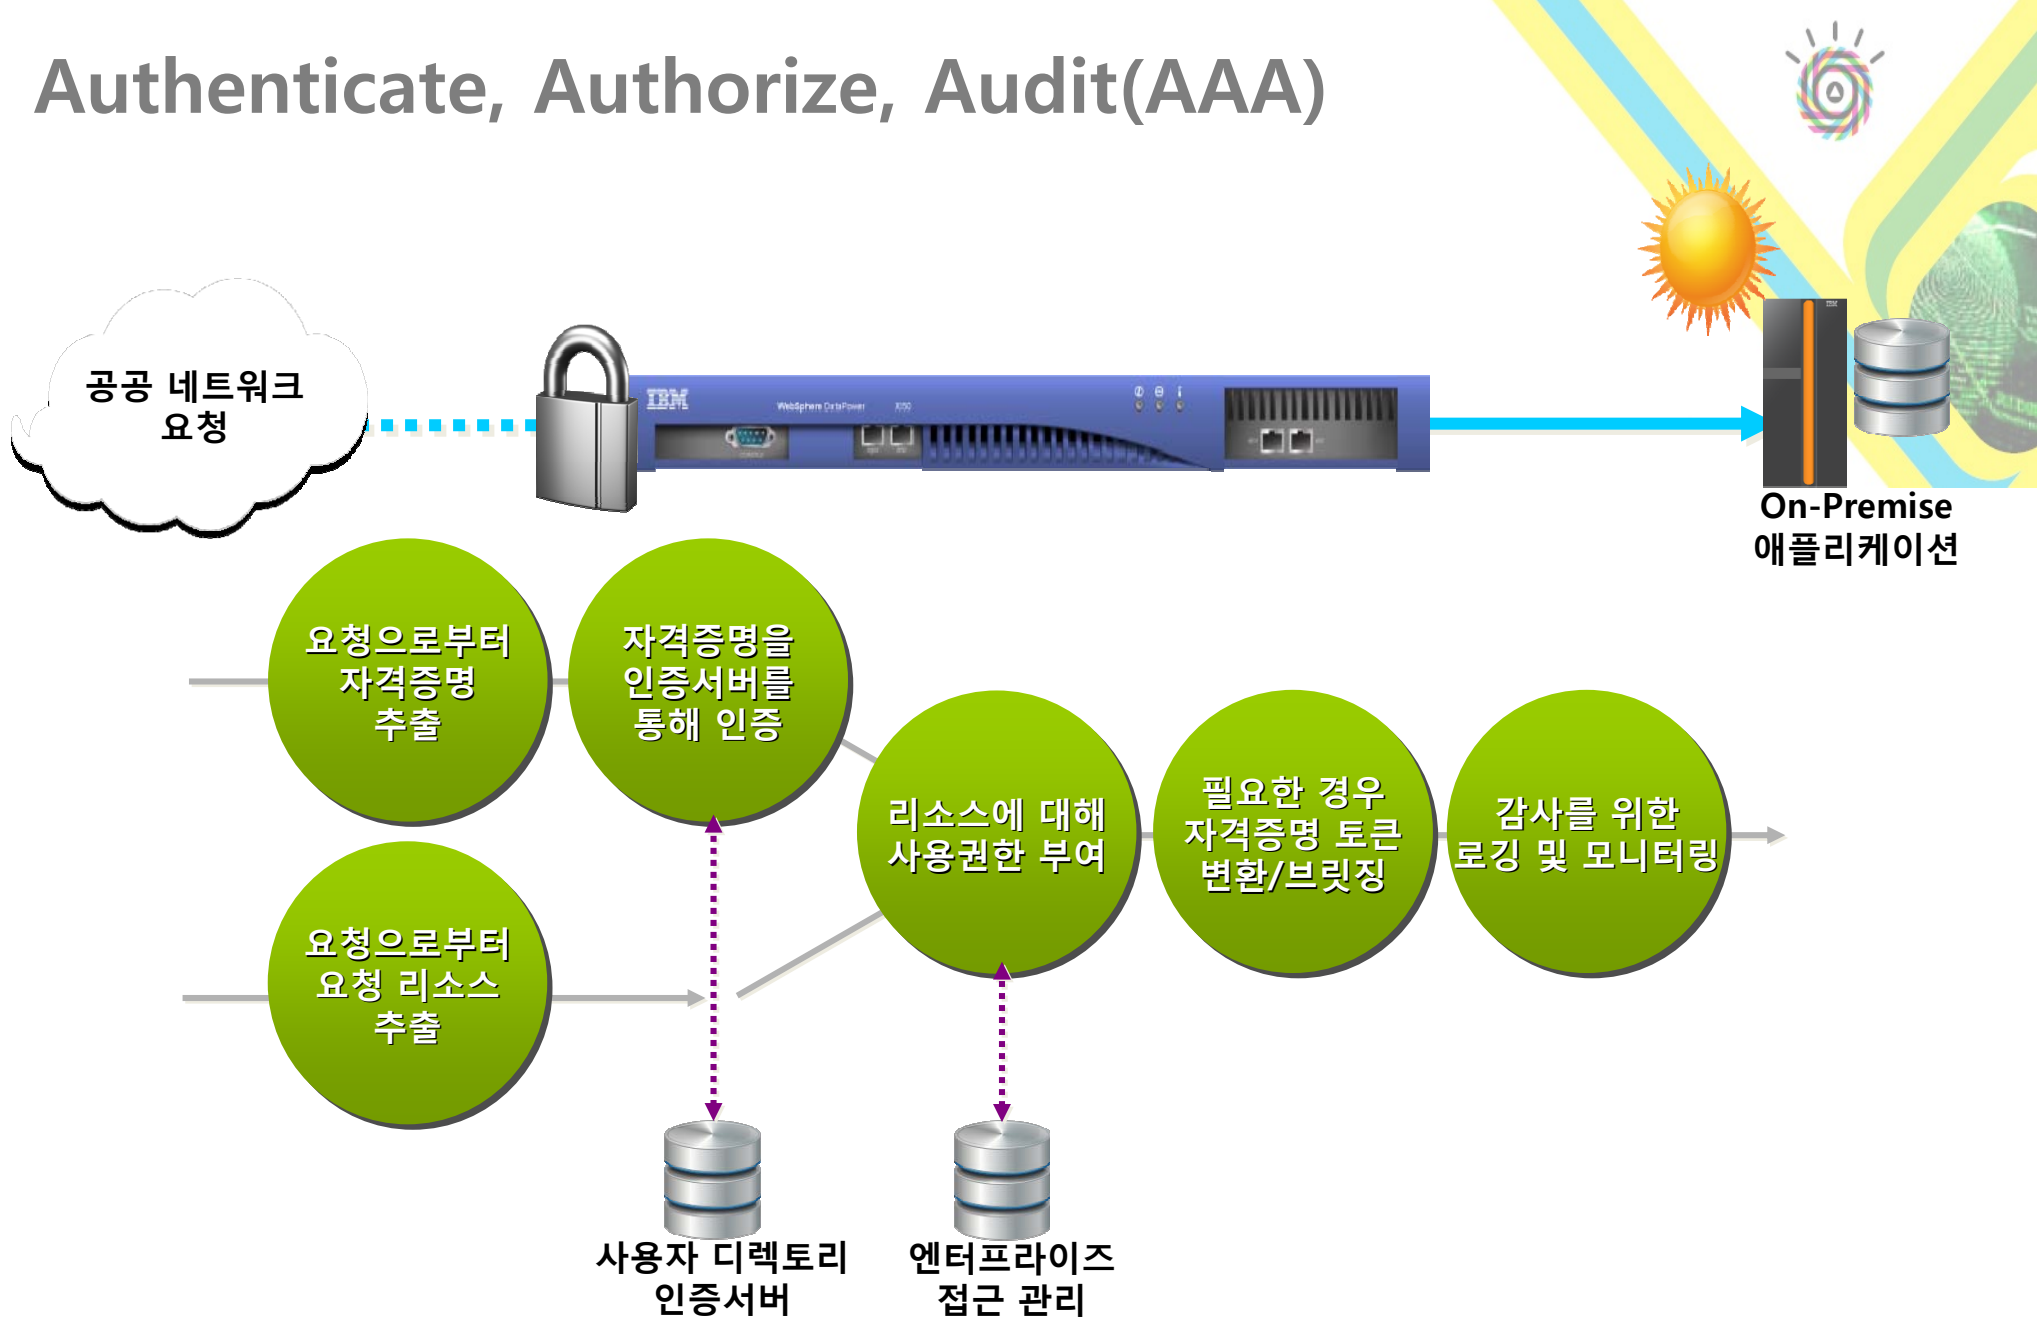 Authenticate, Authorize, Audit(AAA)
공공 네트워크
요청
IBM
WebSphere DataPower
XI50
IBM
On-Premise
애플리케이션
요청으로부터
자격증명
추출
자격증명을
인증서버를
통해 인증
리소스에 대해
사용권한 부여
필요한 경우
자격증명 토큰
변환/브릿징
감사를 위한
로깅 및 모니터링
요청으로부터
요청 리소스
추출
사용자 디렉토리
인증서버
엔터프라이즈
접근 관리